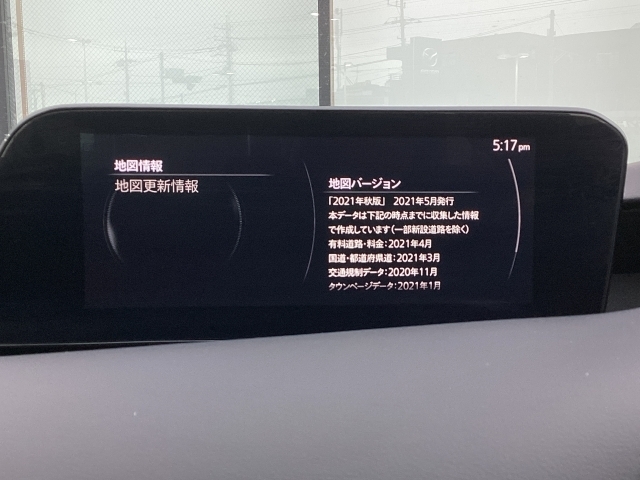 5:17 pm
地図情報
地図更新情報
地図バージョン
「2021年秋版」 2021年5月発行
本データは下記の時点までに収集した情報
で作成しています(一部新設道路を除く)
有料道路・料金:2021年4月
国道・都道府県道:2021年3月
交通規制データ:2020年11月
タウンページデータ:2021年1月